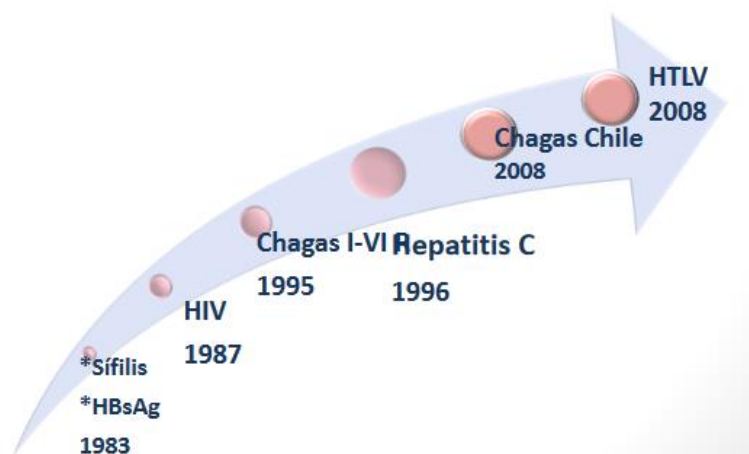 *Sífilis
*HBsAg
1983
HIV
1987
Chagas I-VI R
1995
Hepatitis C
1996
Chagas Chile
2008
HTLV
2008